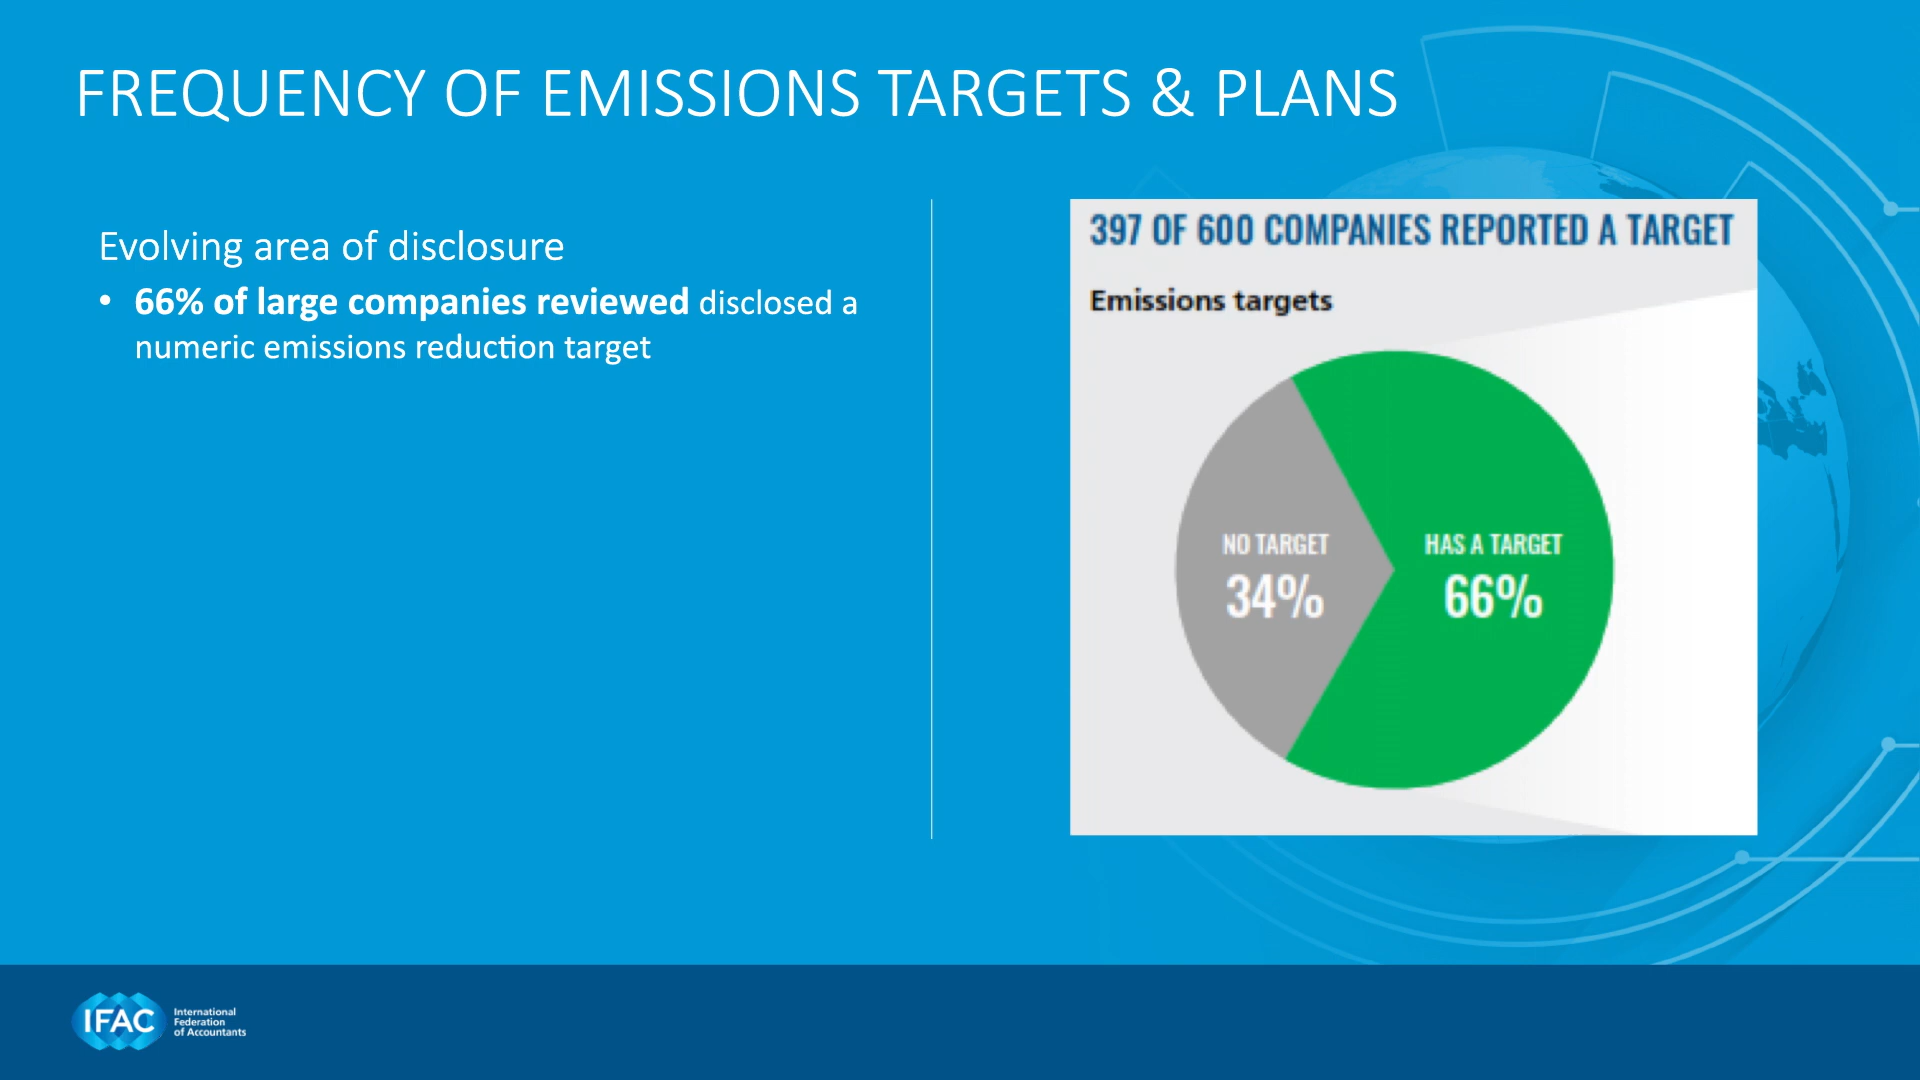 FREQUENCY OF EMISSIONS TARGETS & PLANS
Evolving area of disclosure
• 66% of large companies reviewed disclosed a
numeric emissions reduction target
397 OF 600 COMPANIES REPORTED A TARGET
Emissions targets
NO TARGET
34%
HAS A TARGET
66%
IFAC
International
Federation
of Accountants